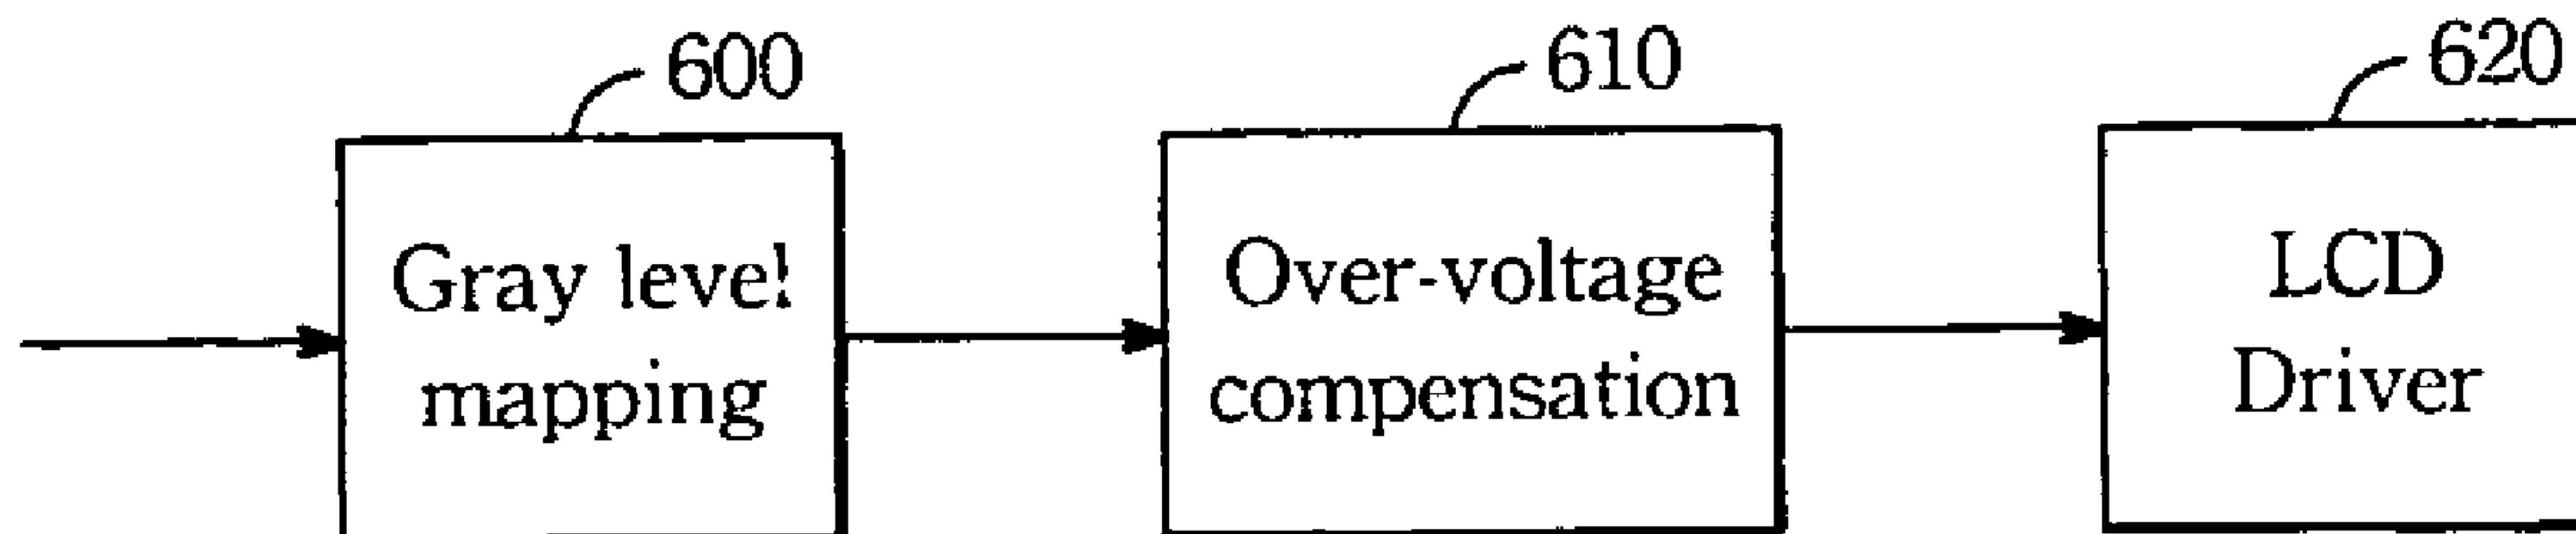 600
610
620
Gray level
mapping
Over-voltage
compensation
LCD
Driver